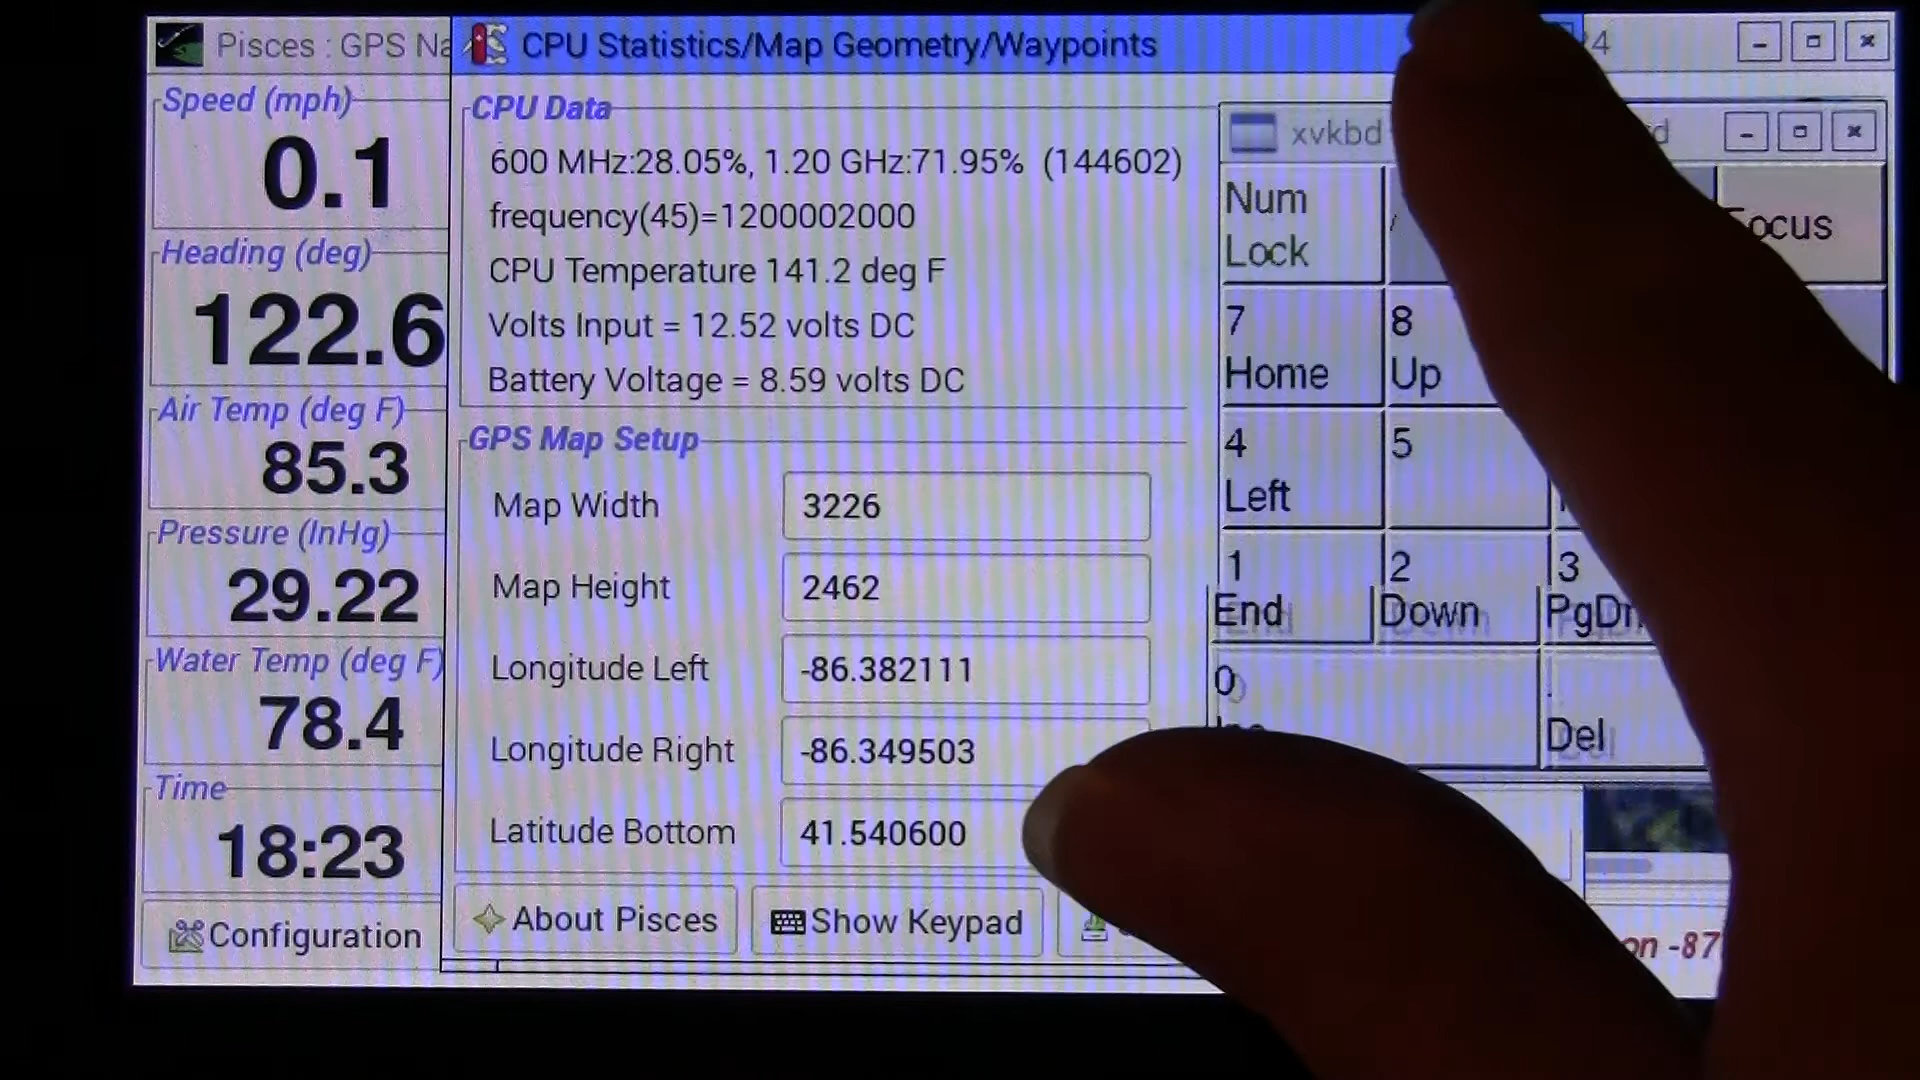 Pisces : GPS Na
Speed (mph)
0.1
Heading (deg)
122.6
Air Temp (deg F)
85.3
Pressure (InHg)
29.22
Water Temp (deg F)
78.4
Time
18:23
Configuration
CPU Statistics/Map Geometry/Waypoints
CPU Data
600 MHz:28.05%, 1.20 GHz:71.95% (144602)
frequency(45)=1200002000
CPU Temperature 141.2 deg F
Volts Input = 12.52 volts DC
Battery Voltage = 8.59 volts DC
GPS Map Setup
Map Width 3226
Map Height 2462
Longitude Left -86.382111
Longitude Right -86.349503
Latitude Bottom 41.540600
About Pisces
Show Keypad
xvkbd
Num
Lock
Focus
7
Home
8
Up
4
Left
5
1
End
2
Down
3
PgDn
0
.
Del
on -87